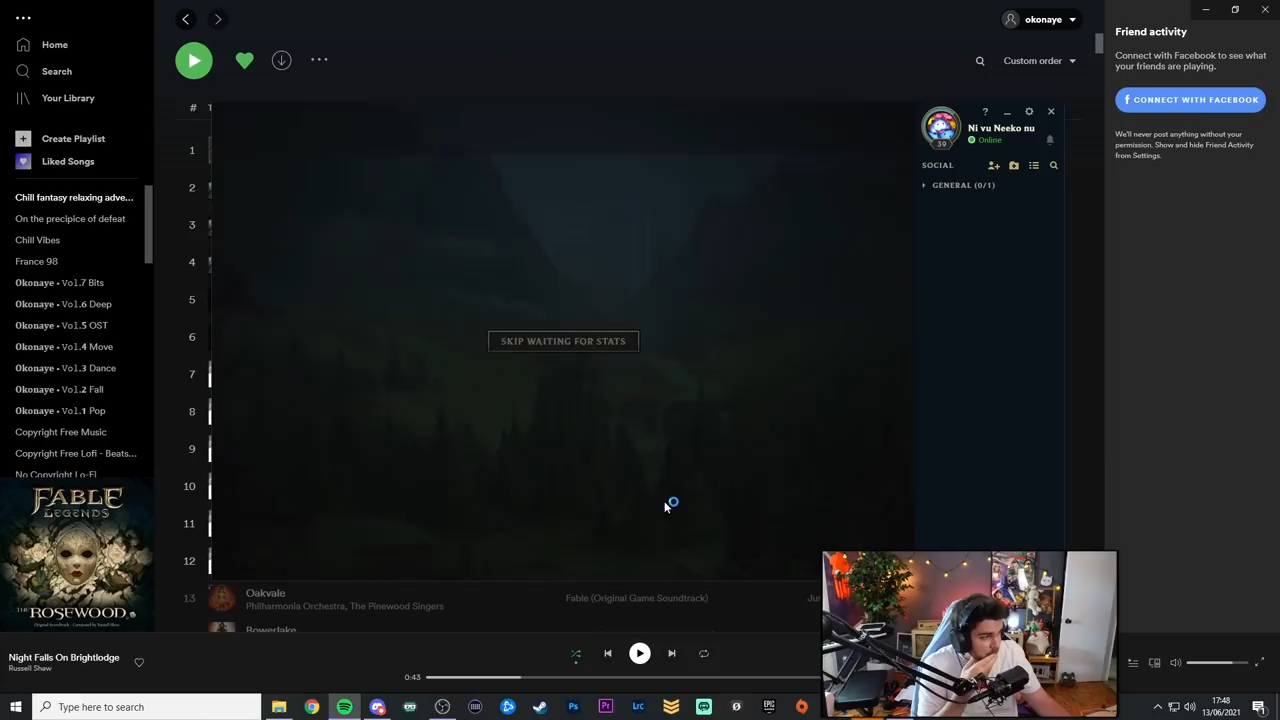 okonaye
Friend activity
Connect with Facebook to see what
your friends are playing.
CONNECT WITH FACEBOOK
We'll never post anything without your
permission. Show and hide Friend Activity
from Settings.
Home
Search
Your Library
Create Playlist
Liked Songs
Chill fantasy relaxing adve...
On the precipice of defeat
Chill Vibes
France 98
Okonaye • Vol.7 Bits
Okonaye • Vol.6 Deep
Okonaye • Vol.5 OST
Okonaye • Vol.4 Move
Okonaye • Vol.3 Dance
Okonaye • Vol.2 Fall
Okonaye • Vol.1 Pop
Copyright Free Music
Copyright Free Lofi - Beats...
No Copyright Lo-Fi
FABLE
LEGENDS
THE
ROSEWOOD
Custom order
#
1
2
3
4
5
6
7
8
9
10
11
12
13
Ni vu Neeko nu
Online
39
SOCIAL
GENERAL (0/1)
SKIP WAITING FOR STATS
Oakvale
Philharmonia Orchestra, The Pinewood Singers
Fable (Original Game Soundtrack)
Bowerlake
Night Falls On Brightlodge
Russell Shaw
0:43
Type here to search
17:48
13/06/2021